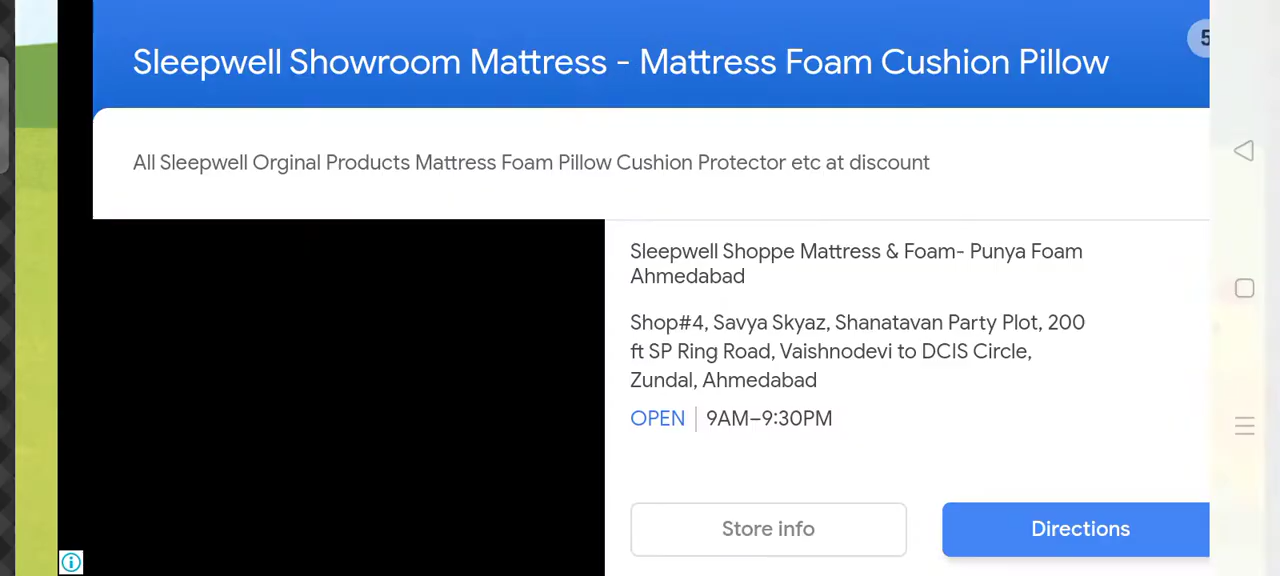 Sleepwell Showroom Mattress - Mattress Foam Cushion Pillow
5
All Sleepwell Orginal Products Mattress Foam Pillow Cushion Protector etc at discount
Sleepwell Shoppe Mattress & Foam- Punya Foam
Ahmedabad
Shop#4, Savya Skyaz, Shanatavan Party Plot, 200
ft SP Ring Road, Vaishnodevi to DCIS Circle,
Zundal, Ahmedabad
OPEN | 9AM–9:30PM
Store info
Directions